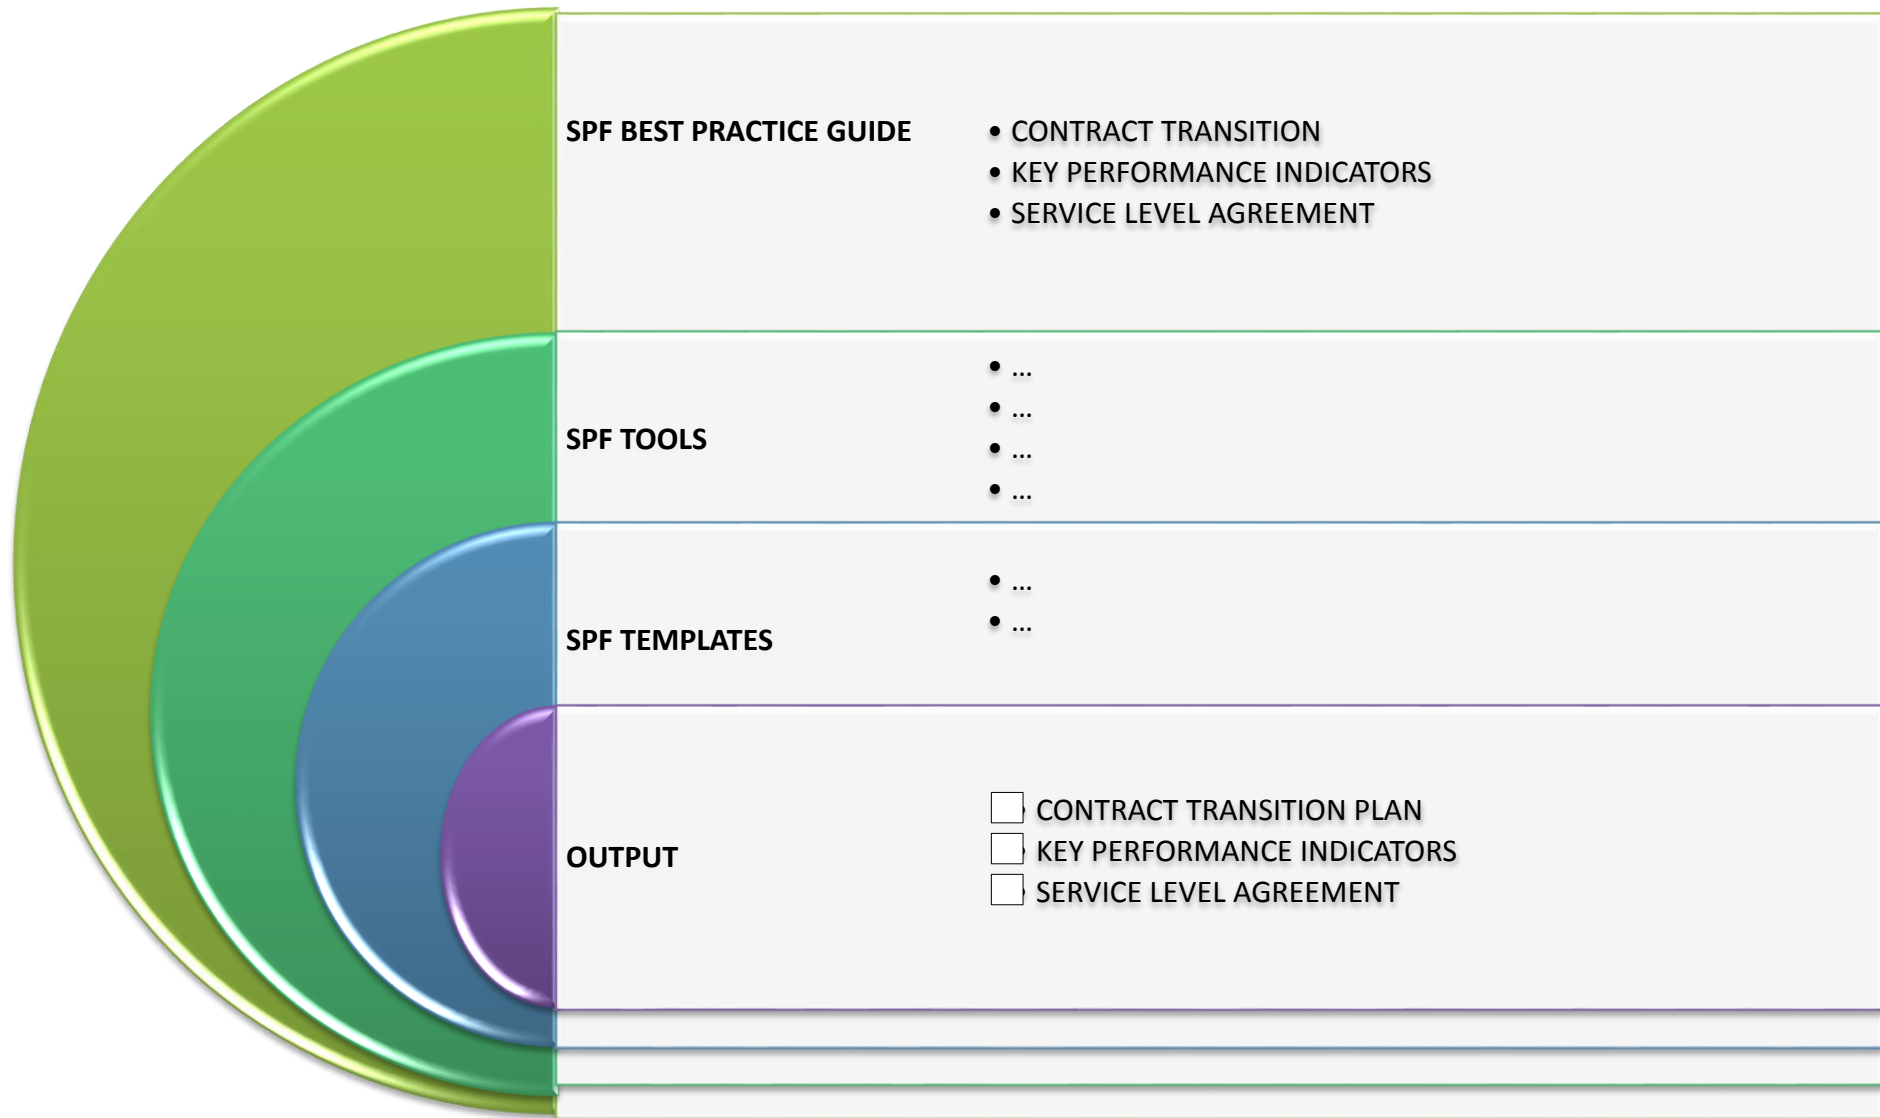 SPF BEST PRACTICE GUIDE
• CONTRACT TRANSITION
• KEY PERFORMANCE INDICATORS
• SERVICE LEVEL AGREEMENT
SPF TOOLS
• ...
• ...
• ...
• ...
SPF TEMPLATES
• ...
• ...
OUTPUT
CONTRACT TRANSITION PLAN
KEY PERFORMANCE INDICATORS
SERVICE LEVEL AGREEMENT